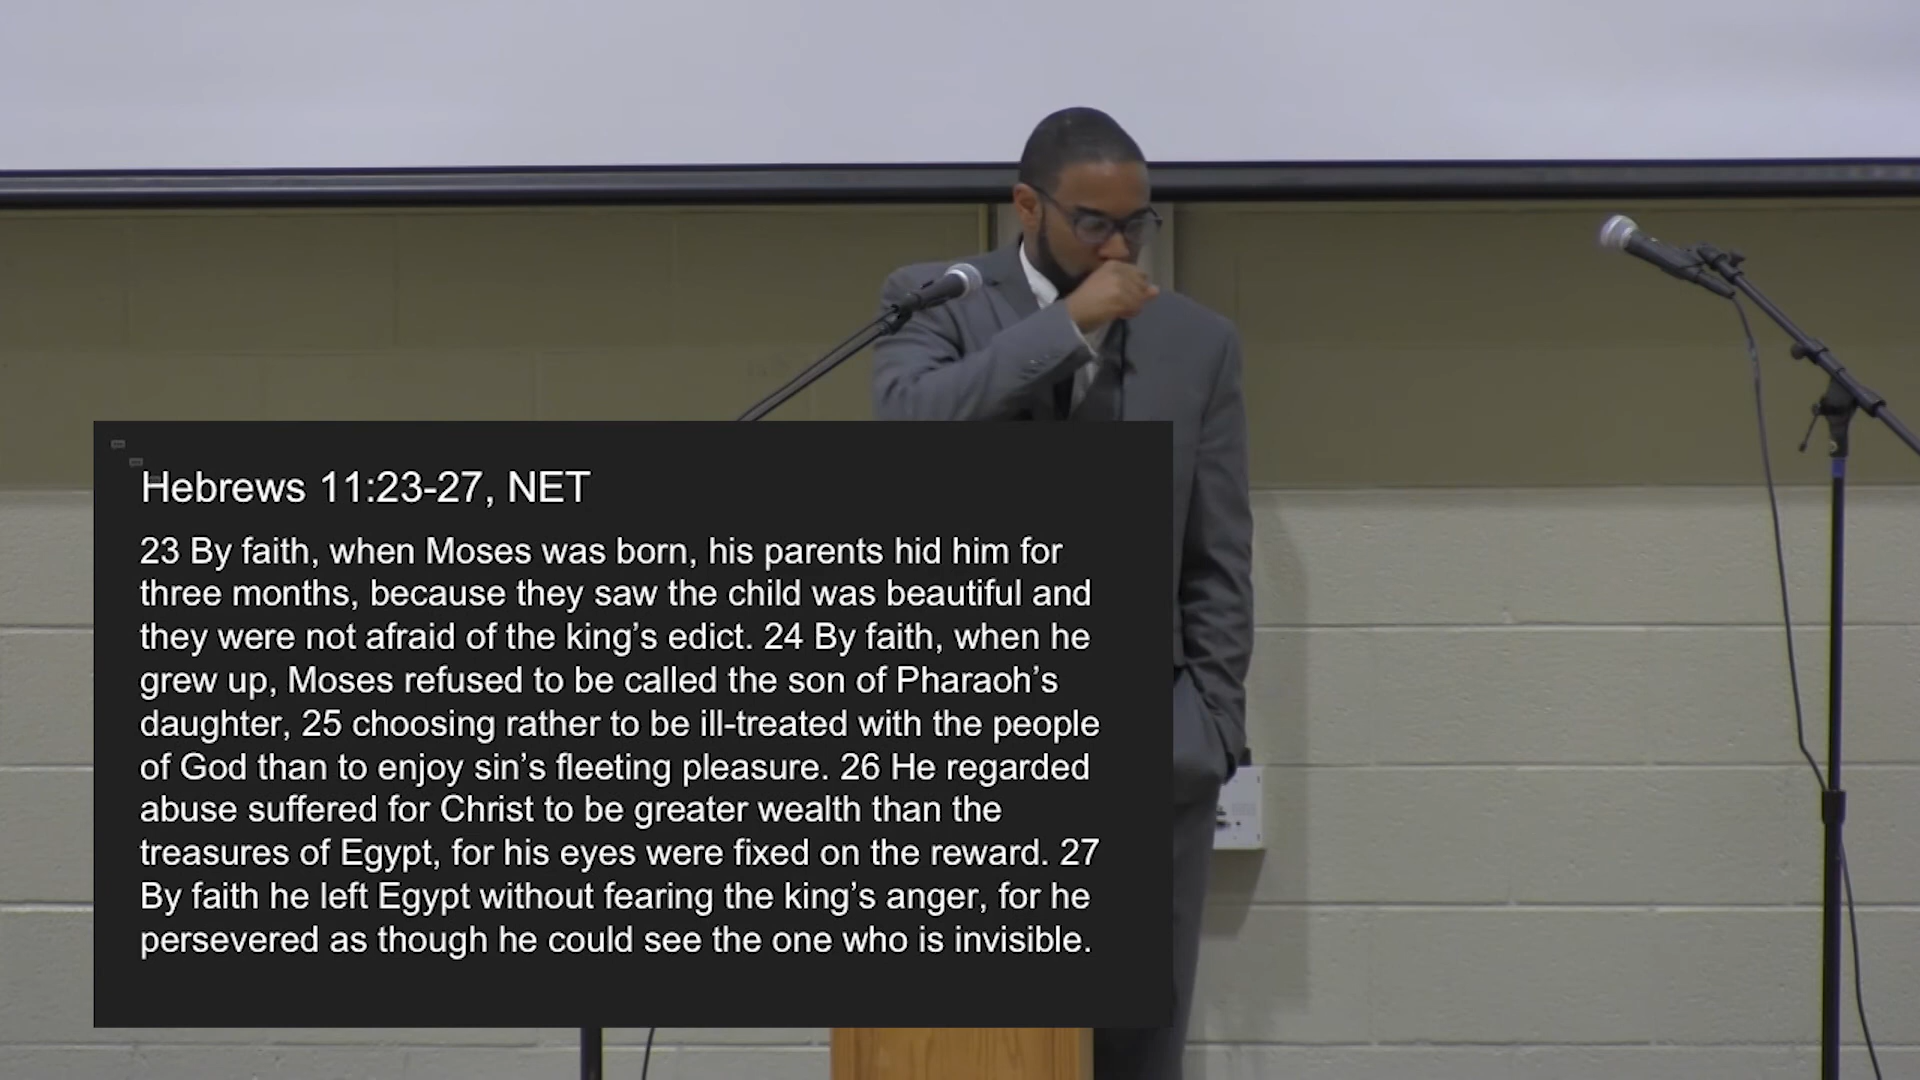 Hebrews 11:23-27, NET
23 By faith, when Moses was born, his parents hid him for
three months, because they saw the child was beautiful and
they were not afraid of the king’s edict. 24 By faith, when he
grew up, Moses refused to be called the son of Pharaoh’s
daughter, 25 choosing rather to be ill-treated with the people
of God than to enjoy sin’s fleeting pleasure. 26 He regarded
abuse suffered for Christ to be greater wealth than the
treasures of Egypt, for his eyes were fixed on the reward. 27
By faith he left Egypt without fearing the king’s anger, for he
persevered as though he could see the one who is invisible.